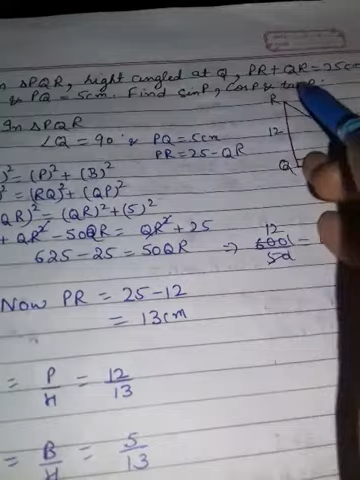 n ΔPQR, right angled at Q, PR+QR=25cm
& PQ = 5cm. Find sinP, cosP & tanP.
In ΔPQR
R
∠Q = 90° & PQ = 5cm
12
PR = 25-QR
Q
)² = (P)² + (B)²
)² = (RQ)² + (QP)²
QR)² = (QR)² + (5)²
+ QR² - 50QR = QR² + 25
625 - 25 = 50QR ⇒ 12
600 =
50
Now PR = 25-12
= 13cm
= P/H = 12/13
= B/H = 5/13